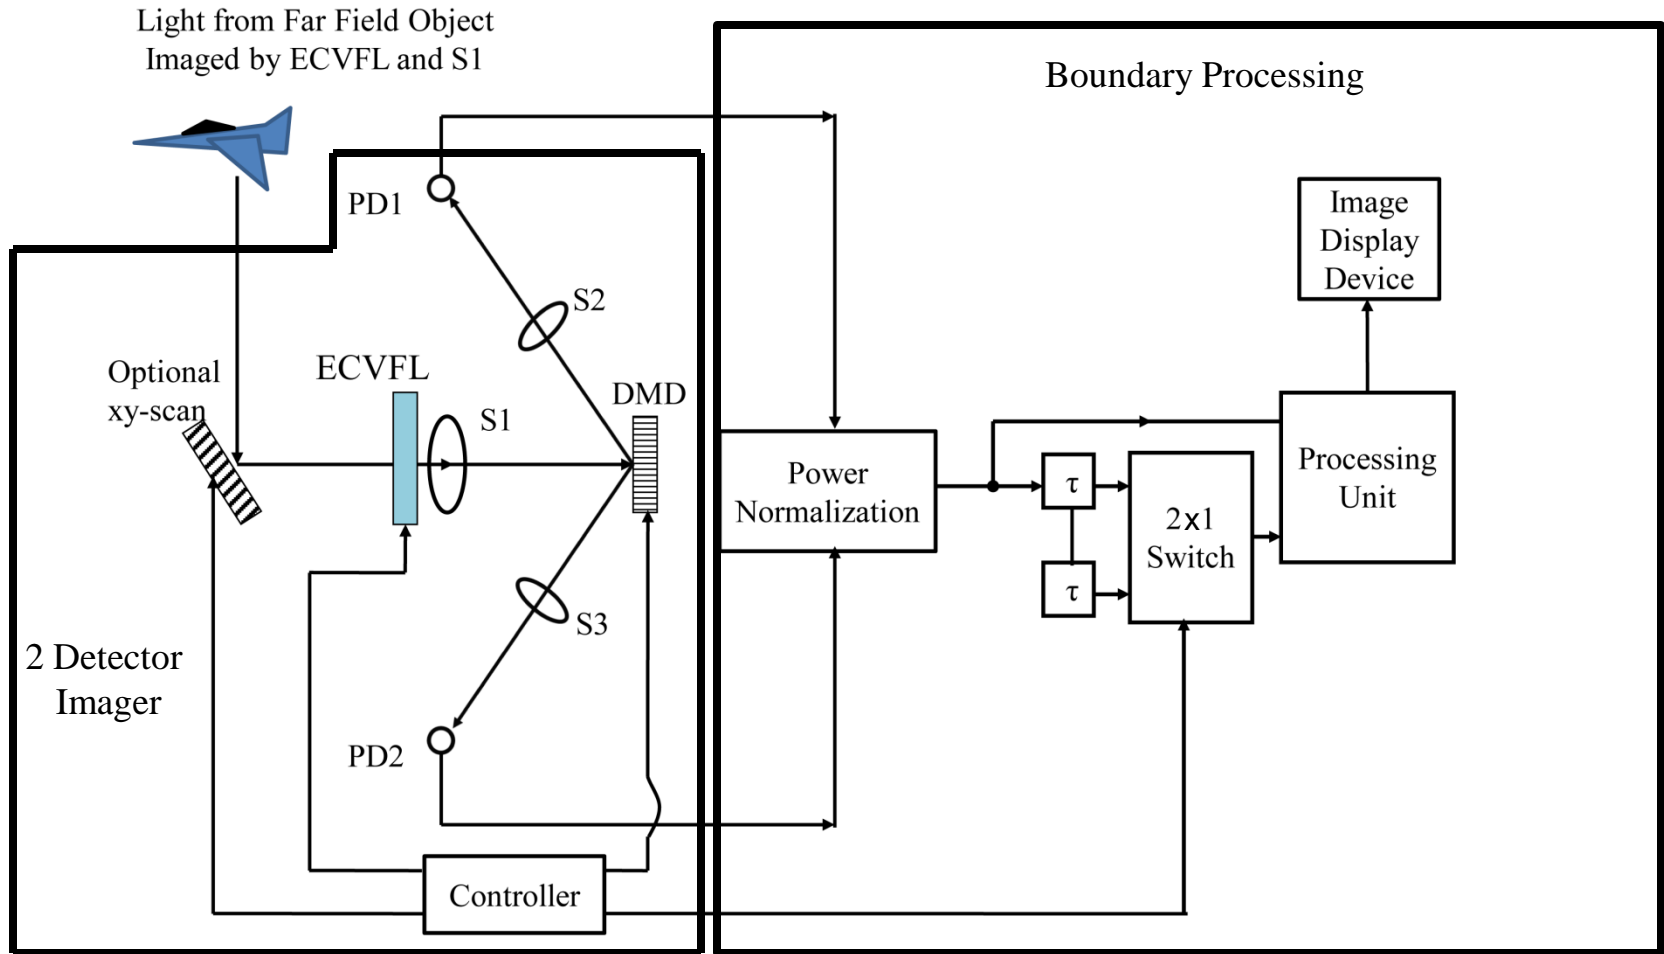 Light from Far Field Object
Imaged by ECVFL and S1
Boundary Processing
PD1
Image
Display
Device
S2
Optional
xy-scan
ECVFL
S1
DMD
Power
Normalization
τ
τ
2x1
Switch
Processing
Unit
S3
2 Detector
Imager
PD2
Controller